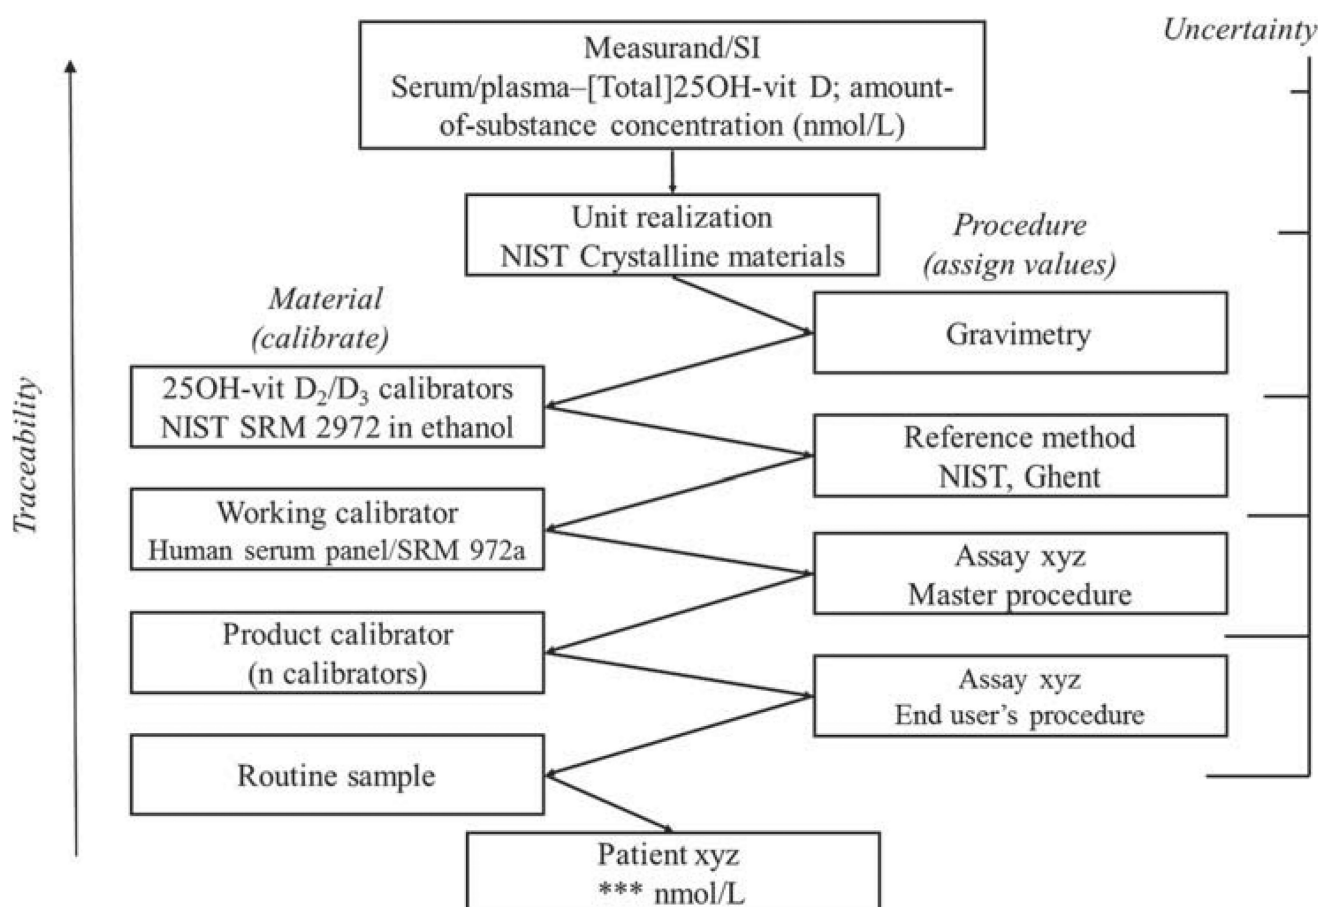 Uncertainty
Measurand/SI
Serum/plasma–[Total]25OH-vit D; amount-
of-substance concentration (nmol/L)
Unit realization
NIST Crystalline materials
Procedure
(assign values)
Material
(calibrate)
Gravimetry
Traceability
25OH-vit D₂/D₃ calibrators
NIST SRM 2972 in ethanol
Reference method
NIST, Ghent
Working calibrator
Human serum panel/SRM 972a
Assay xyz
Master procedure
Product calibrator
(n calibrators)
Assay xyz
End user’s procedure
Routine sample
Patient xyz
*** nmol/L